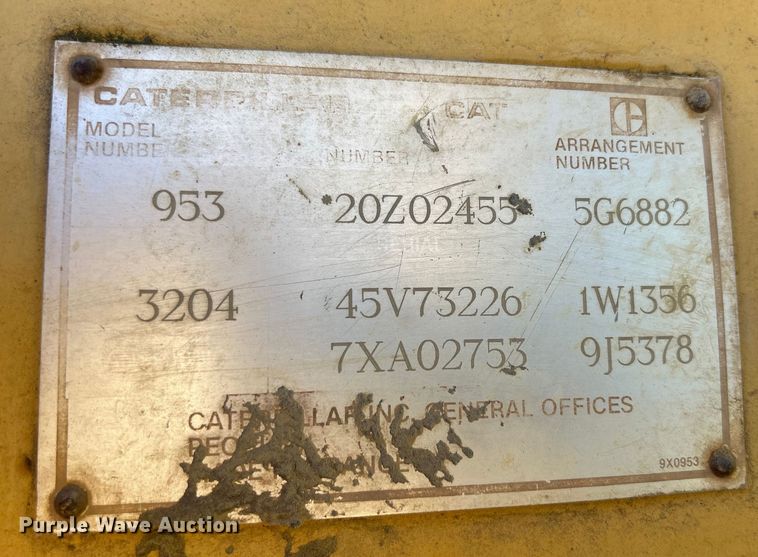 CAT
MODEL ARRANGEMENT
NUMBER NUMBER
953 *20Z02455* 5G6882
3204 45V73226 1W1356
7XA02753 9J5378
INC. GENERAL OFFICES
9X0953
Purple Wave Auction